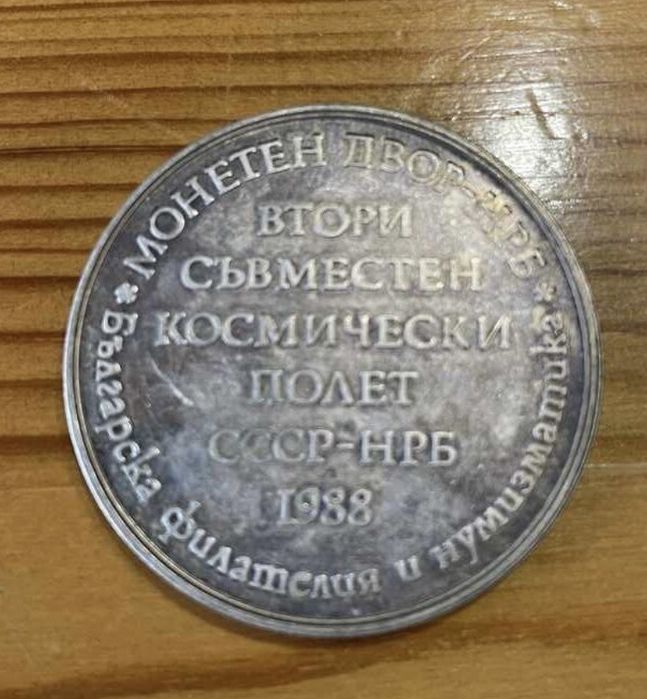 МОНЕТЕН ДВОР-НРБ
ВТОРИ
СЪВМЕСТЕН
КОСМИЧЕСКИ
ПОЛЕТ
СССР-НРБ
1988
* Българска филателия и нумизматика *